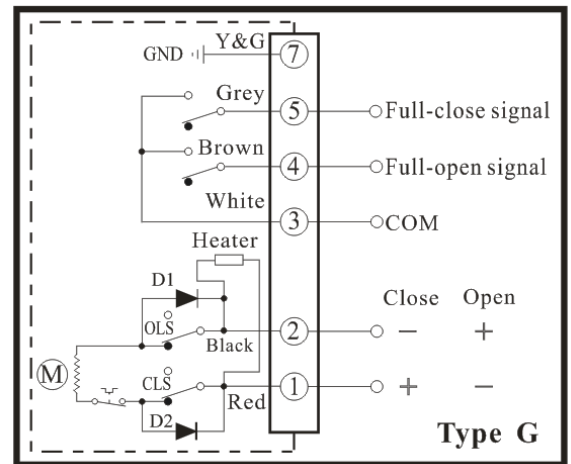 Y&G
GND ⑦
Grey
⑤ Full-close signal
Brown
④ Full-open signal
White
③ COM
Heater
D1
Close Open
OLS
Black ② − +
M
CLS
Red ① + −
D2
Type G